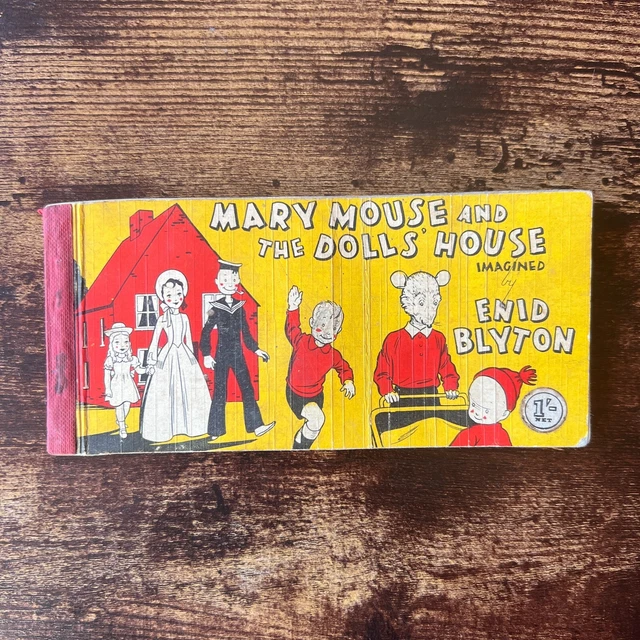 MARY MOUSE AND
THE DOLLS' HOUSE
IMAGINED
by
ENID
BLYTON
1'-
NET